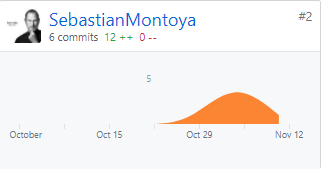 SebastianMontoya
#2
6 commits 12 ++ 0 --
5
October Oct 15 Oct 29 Nov 12